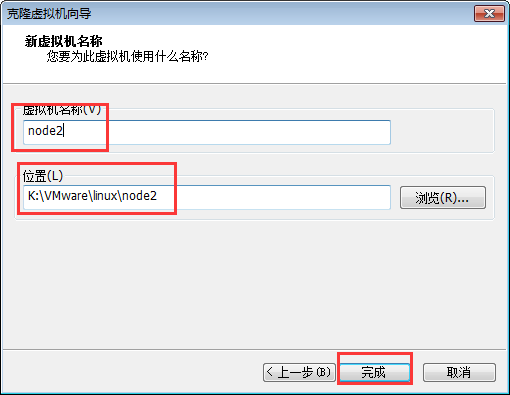 克隆虚拟机向导
新虚拟机名称
您要为此虚拟机使用什么名称?
虚拟机名称(V)
node2
位置(L)
K:\VMware\linux\node2
浏览(R)...
< 上一步(B)
完成
取消